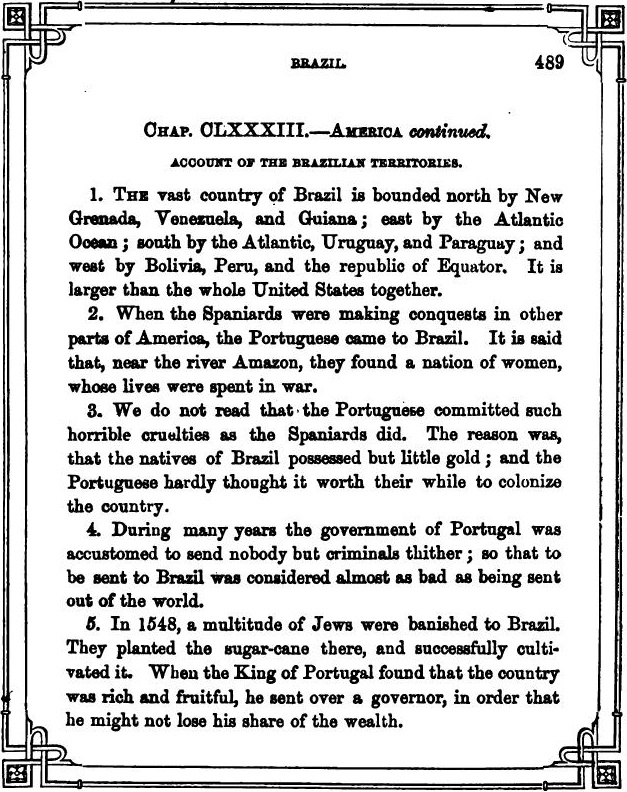 BRAZIL. 489
CHAP. CLXXXIII.—AMERICA continued.
ACCOUNT OF THE BRAZILIAN TERRITORIES.
1. THE vast country of Brazil is bounded north by New
Grenada, Venezuela, and Guiana; east by the Atlantic
Ocean; south by the Atlantic, Uruguay, and Paraguay; and
west by Bolivia, Peru, and the republic of Equator. It is
larger than the whole United States together.
2. When the Spaniards were making conquests in other
parts of America, the Portuguese came to Brazil. It is said
that, near the river Amazon, they found a nation of women,
whose lives were spent in war.
3. We do not read that the Portuguese committed such
horrible cruelties as the Spaniards did. The reason was,
that the natives of Brazil possessed but little gold; and the
Portuguese hardly thought it worth their while to colonize
the country.
4. During many years the government of Portugal was
accustomed to send nobody but criminals thither; so that to
be sent to Brazil was considered almost as bad as being sent
out of the world.
5. In 1548, a multitude of Jews were banished to Brazil.
They planted the sugar-cane there, and successfully culti-
vated it. When the King of Portugal found that the country
was rich and fruitful, he sent over a governor, in order that
he might not lose his share of the wealth.